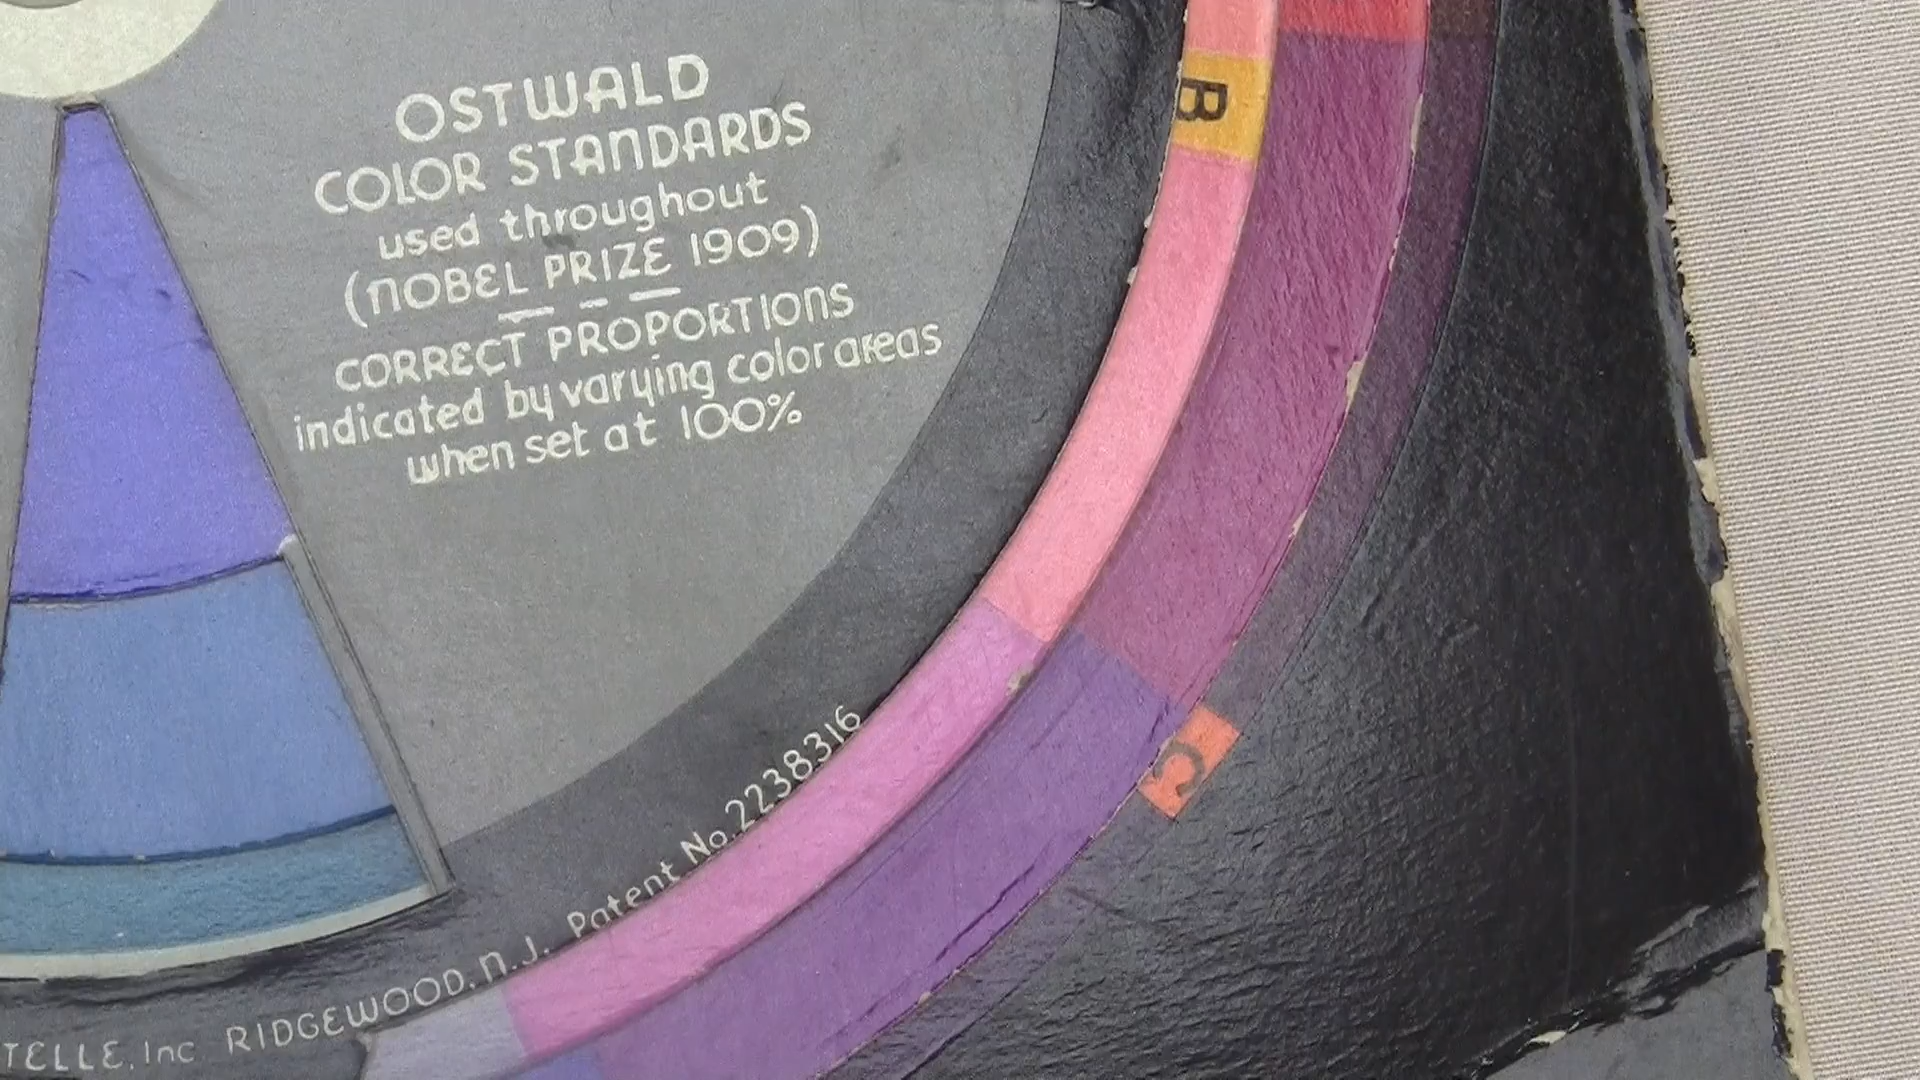 OSTWALD
COLOR STANDARDS
used throughout
(NOBEL PRIZE 1909)
CORRECT PROPORTIONS
indicated by varying color areas
when set at 100%
B
C
TELLE, Inc RIDGEWOOD, N.J. Patent No. 2238316